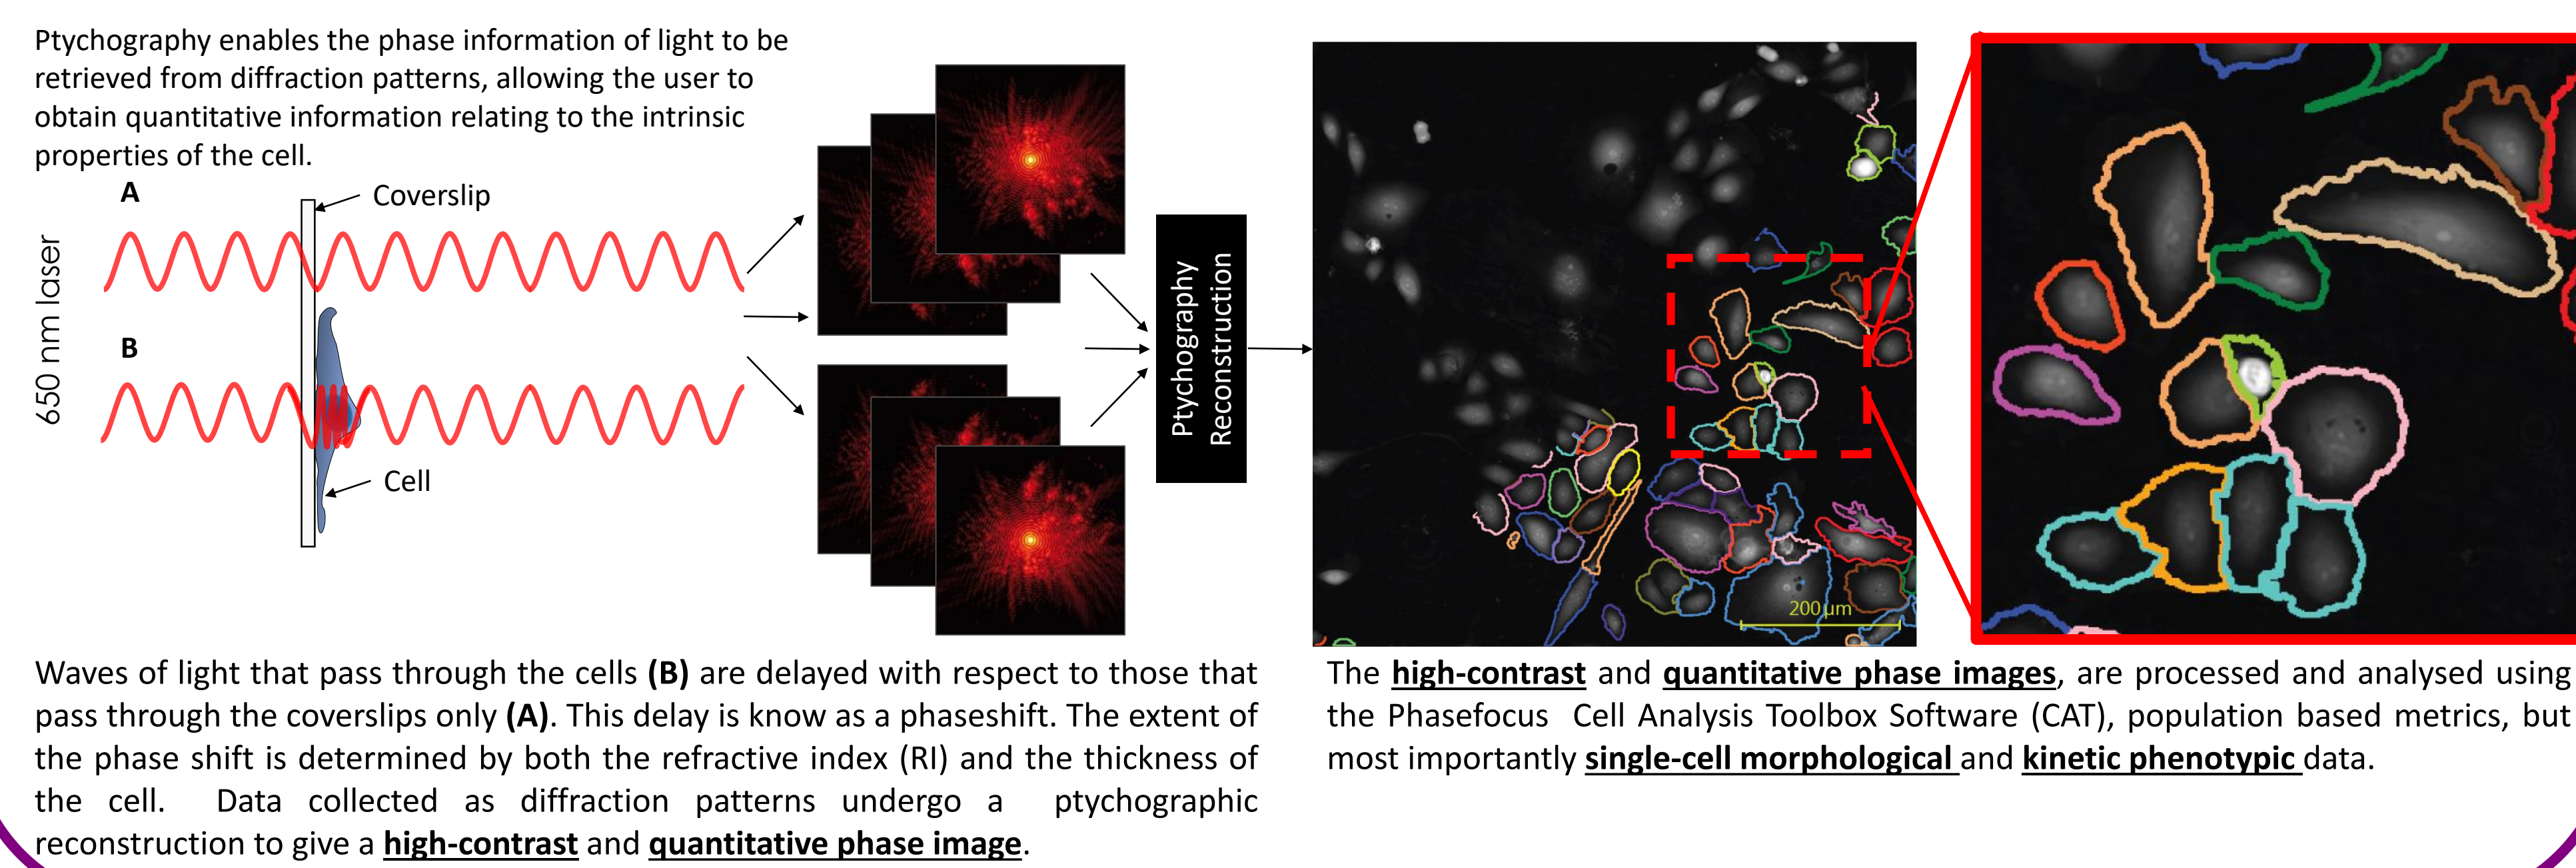 Ptychography enables the phase information of light to be
retrieved from diffraction patterns, allowing the user to
obtain quantitative information relating to the intrinsic
properties of the cell.
A
Coverslip
650 nm laser
B
Cell
Ptychography
Reconstruction
200 µm
Waves of light that pass through the cells (B) are delayed with respect to those that
pass through the coverslips only (A). This delay is know as a phaseshift. The extent of
the phase shift is determined by both the refractive index (RI) and the thickness of
the cell. Data collected as diffraction patterns undergo a ptychographic
reconstruction to give a high-contrast and quantitative phase image.
The high-contrast and quantitative phase images, are processed and analysed using
the Phasefocus Cell Analysis Toolbox Software (CAT), population based metrics, but
most importantly single-cell morphological and kinetic phenotypic data.